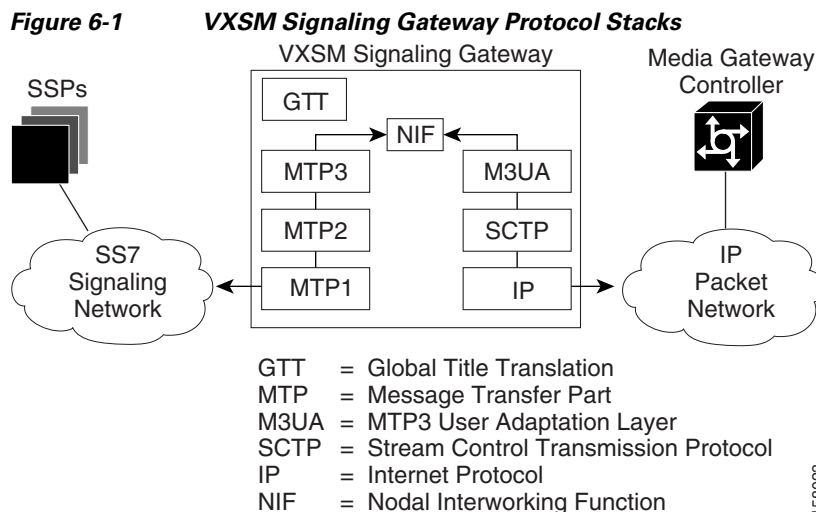 Figure 6-1 VXSM Signaling Gateway Protocol Stacks
VXSM Signaling Gateway
Media Gateway
Controller
SSPs
GTT
NIF
MTP3
M3UA
MTP2
SCTP
MTP1
IP
SS7
Signaling
Network
IP
Packet
Network
GTT = Global Title Translation
MTP = Message Transfer Part
M3UA = MTP3 User Adaptation Layer
SCTP = Stream Control Transmission Protocol
IP = Internet Protocol
NIF = Nodal Interworking Function